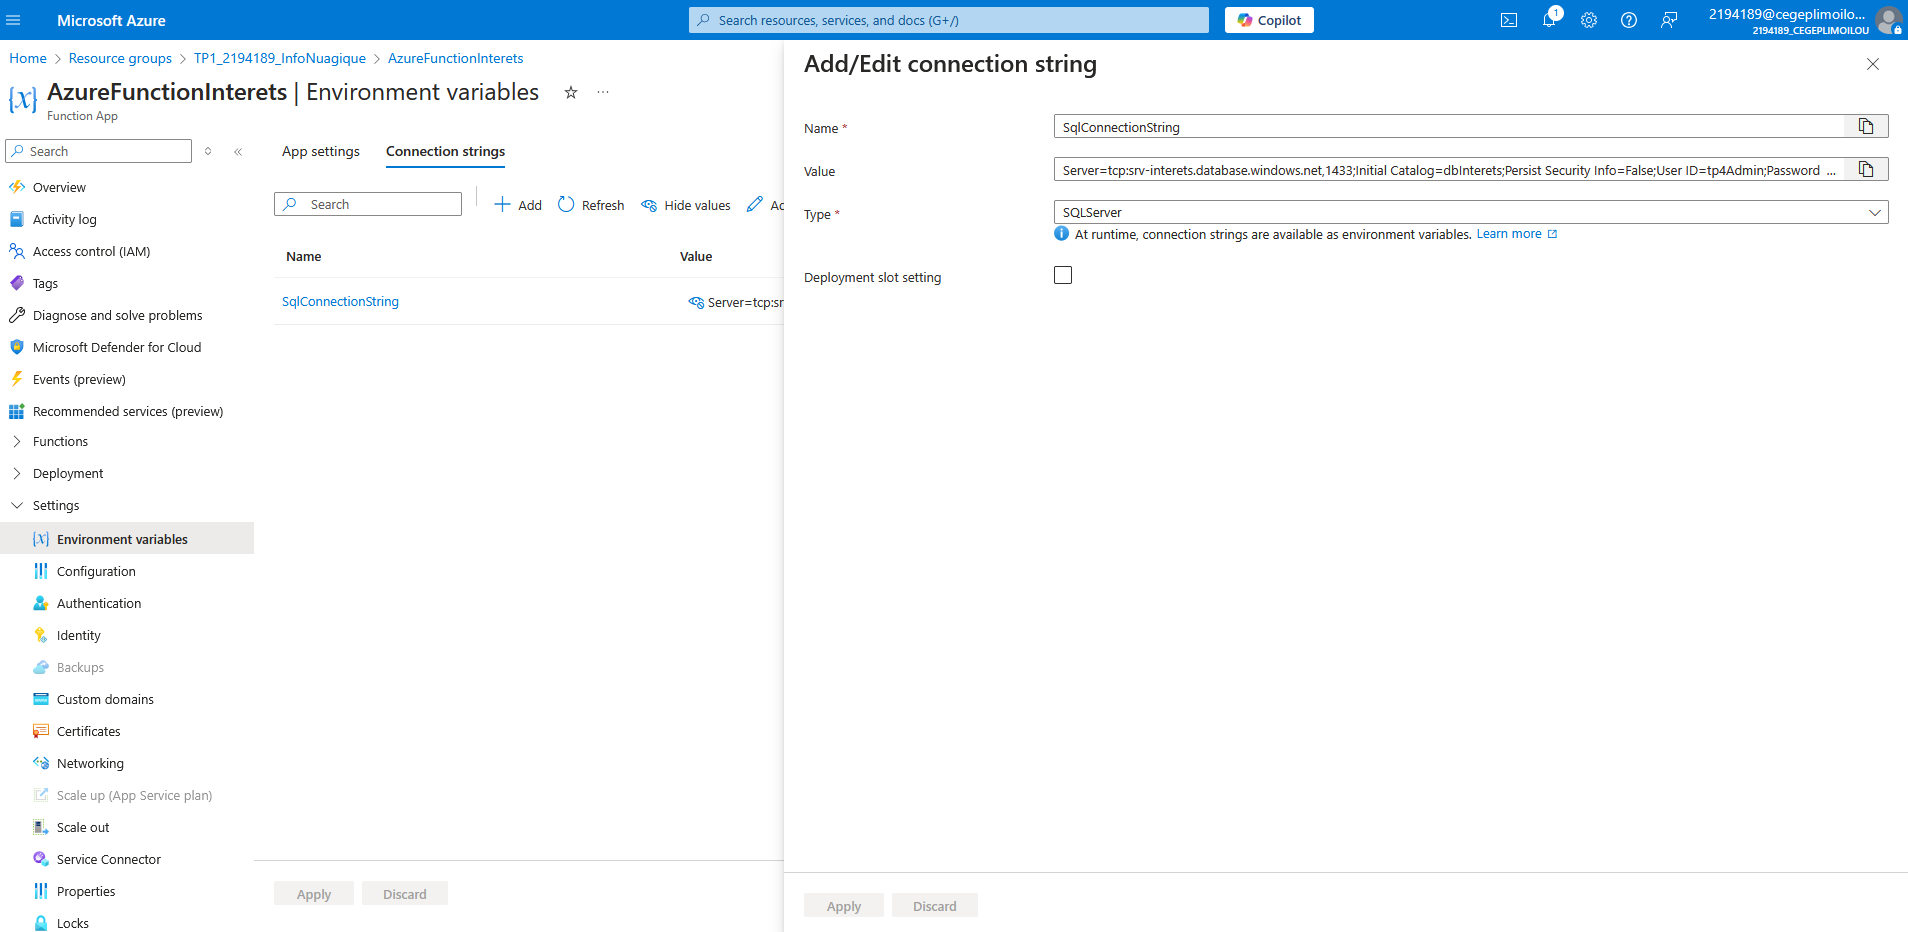 Microsoft Azure
Search resources, services, and docs (G+/)
Copilot
1
2194189@cegeplimoilou...
2194189_CEGEPLIMOILOU
Home > Resource groups > TP1_2194189_InfoNuagique > AzureFunctionInterets
AzureFunctionInterets | Environment variables
Function App
Search
Overview
Activity log
Access control (IAM)
Tags
Diagnose and solve problems
Microsoft Defender for Cloud
Events (preview)
Recommended services (preview)
Functions
Deployment
Settings
Environment variables
Configuration
Authentication
Identity
Backups
Custom domains
Certificates
Networking
Scale up (App Service plan)
Scale out
Service Connector
Properties
Locks
App settings
Connection strings
Search
Add
Refresh
Hide values
Name
Value
SqlConnectionString
Server=tcp:sr
Apply
Discard
Add/Edit connection string
Name *
SqlConnectionString
Value
Server=tcp:srv-interets.database.windows.net,1433;Initial Catalog=dbInterets;Persist Security Info=False;User ID=tp4Admin;Password ...
Type *
SQLServer
At runtime, connection strings are available as environment variables. Learn more
Deployment slot setting
Apply
Discard